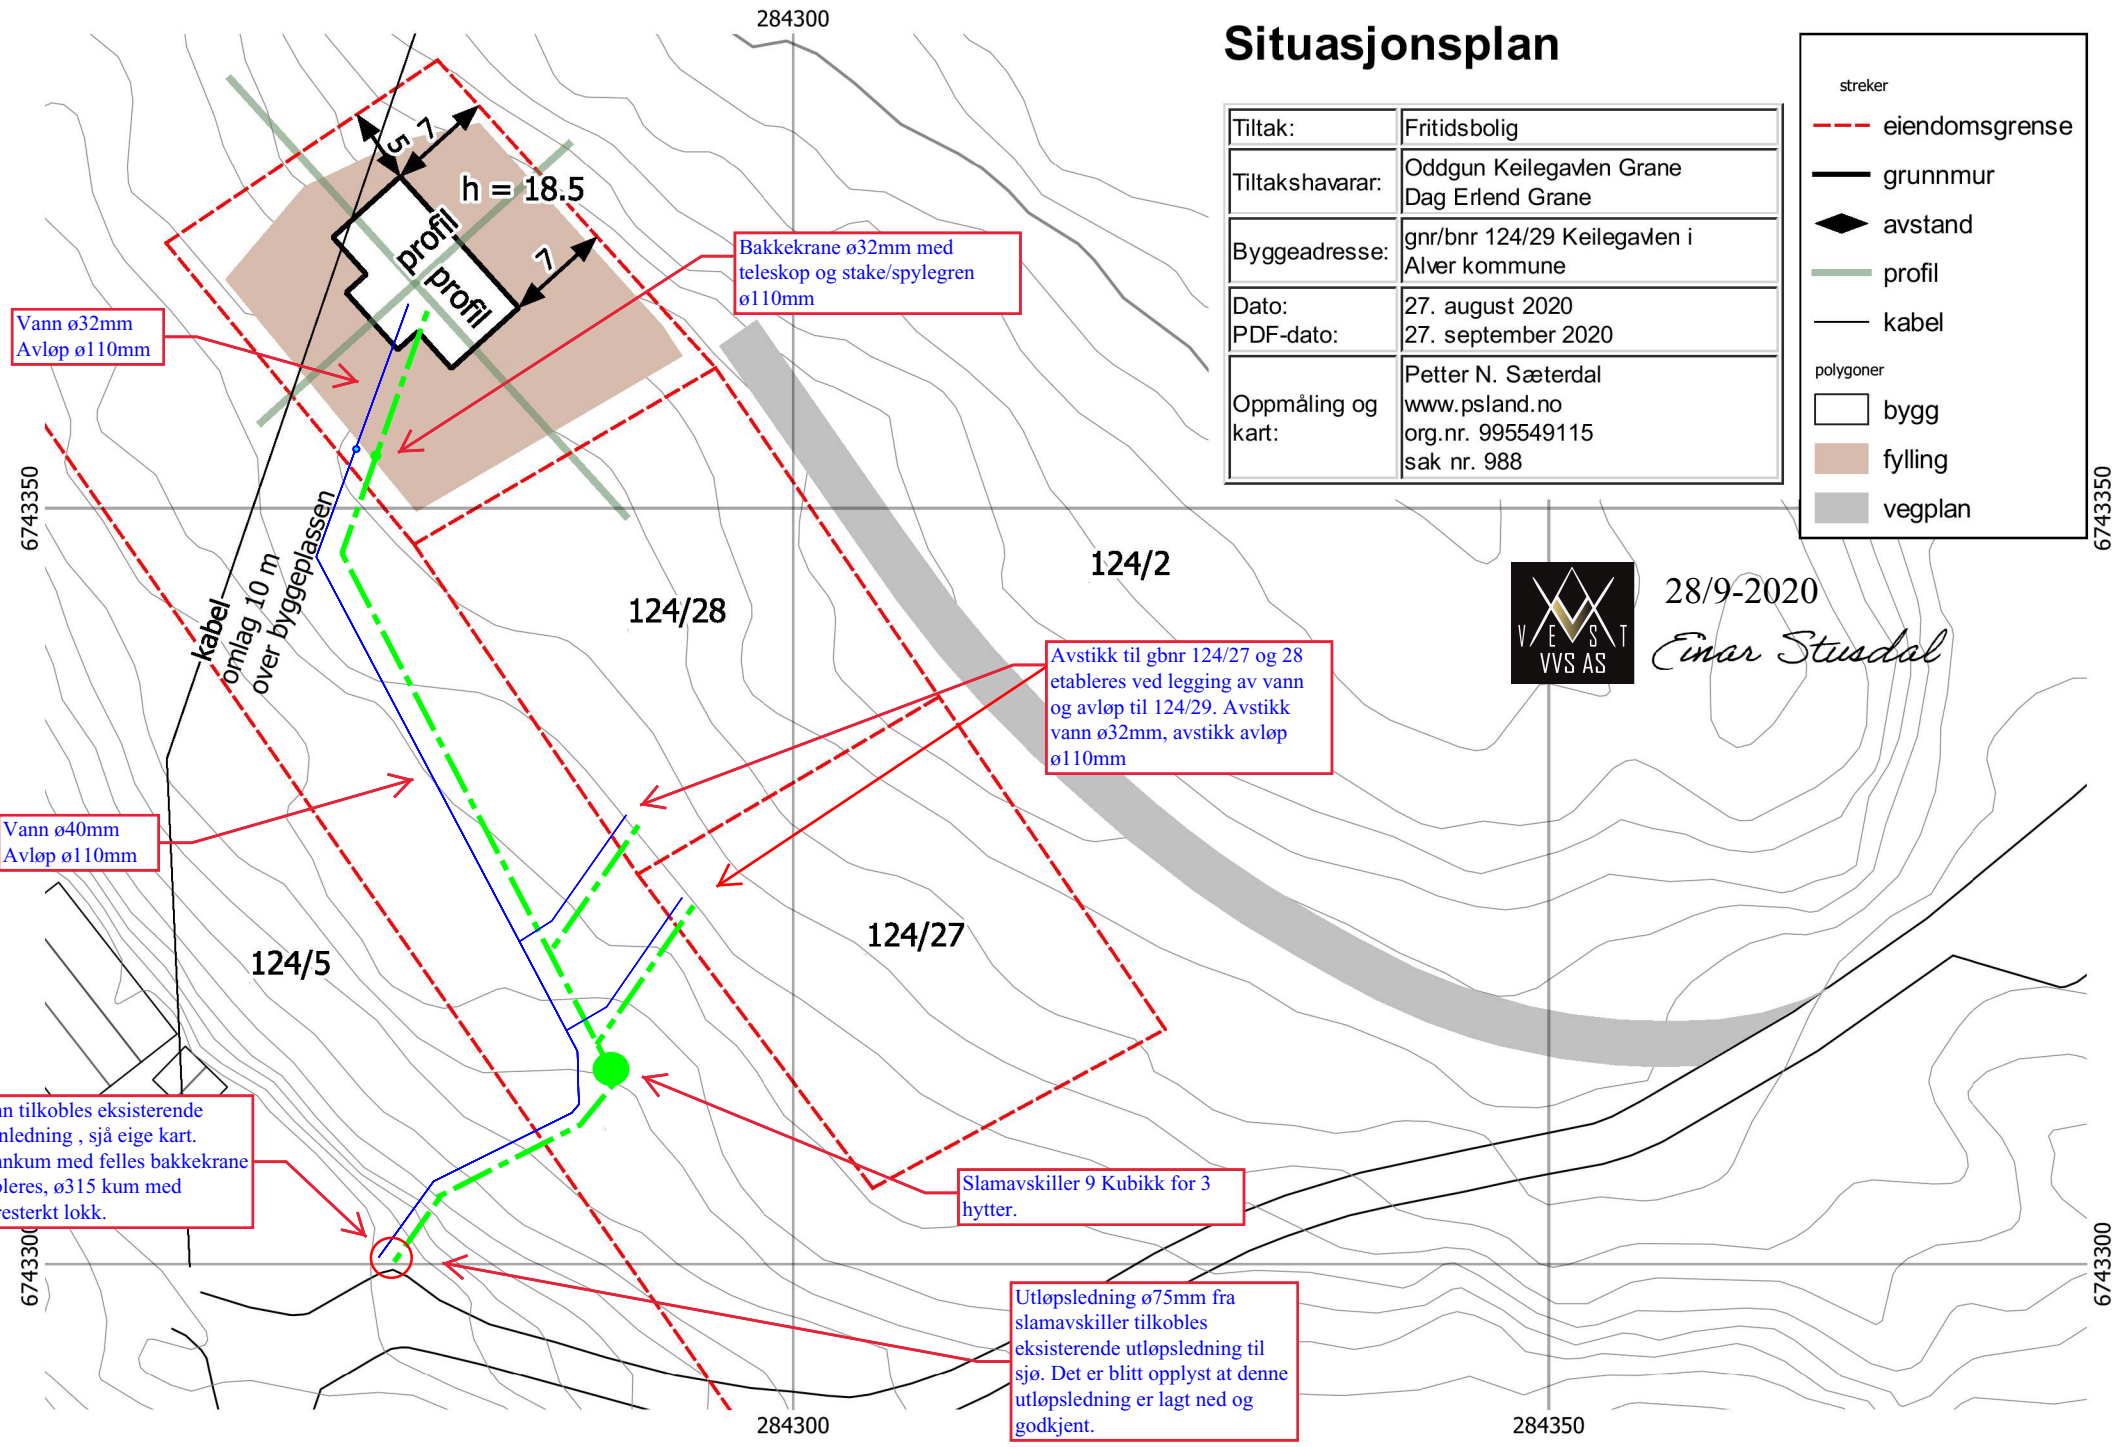 284300
Situasjonsplan
Tiltak: Fritidsbolig
Tiltakshavarar: Oddgun Keilegavlen Grane
Dag Erlend Grane
Byggeadresse: gnr/bnr 124/29 Keilegavlen i
Alver kommune
Dato: 27. august 2020
PDF-dato: 27. september 2020
Oppmåling og
kart:
Petter N. Sæterdal
www.psland.no
org.nr. 995549115
sak nr. 988
streker
eiendomsgrense
grunnmur
avstand
profil
kabel
polygoner
bygg
fylling
vegplan
5
7
h = 18.5
profil
profil
7
Bakkekrane ø32mm med
teleskop og stake/spylegren
ø110mm
Vann ø32mm
Avløp ø110mm
6743350
6743350
kabel
omlag 10 m
over byggeplassen
124/28
124/2
VEST
VVS AS
28/9-2020
Einar Stusdal
Avstikk til gbnr 124/27 og 28
etableres ved legging av vann
og avløp til 124/29. Avstikk
vann ø32mm, avstikk avløp
ø110mm
Vann ø40mm
Avløp ø110mm
124/5
124/27
nn tilkobles eksisterende
nledning , sjå eige kart.
nnkum med felles bakkekrane
bleres, ø315 kum med
resterkt lokk.
Slamavskiller 9 Kubikk for 3
hytter.
6743300
6743300
Utløpsledning ø75mm fra
slamavskiller tilkobles
eksisterende utløpsledning til
sjø. Det er blitt opplyst at denne
utløpsledning er lagt ned og
godkjent.
284300
284350